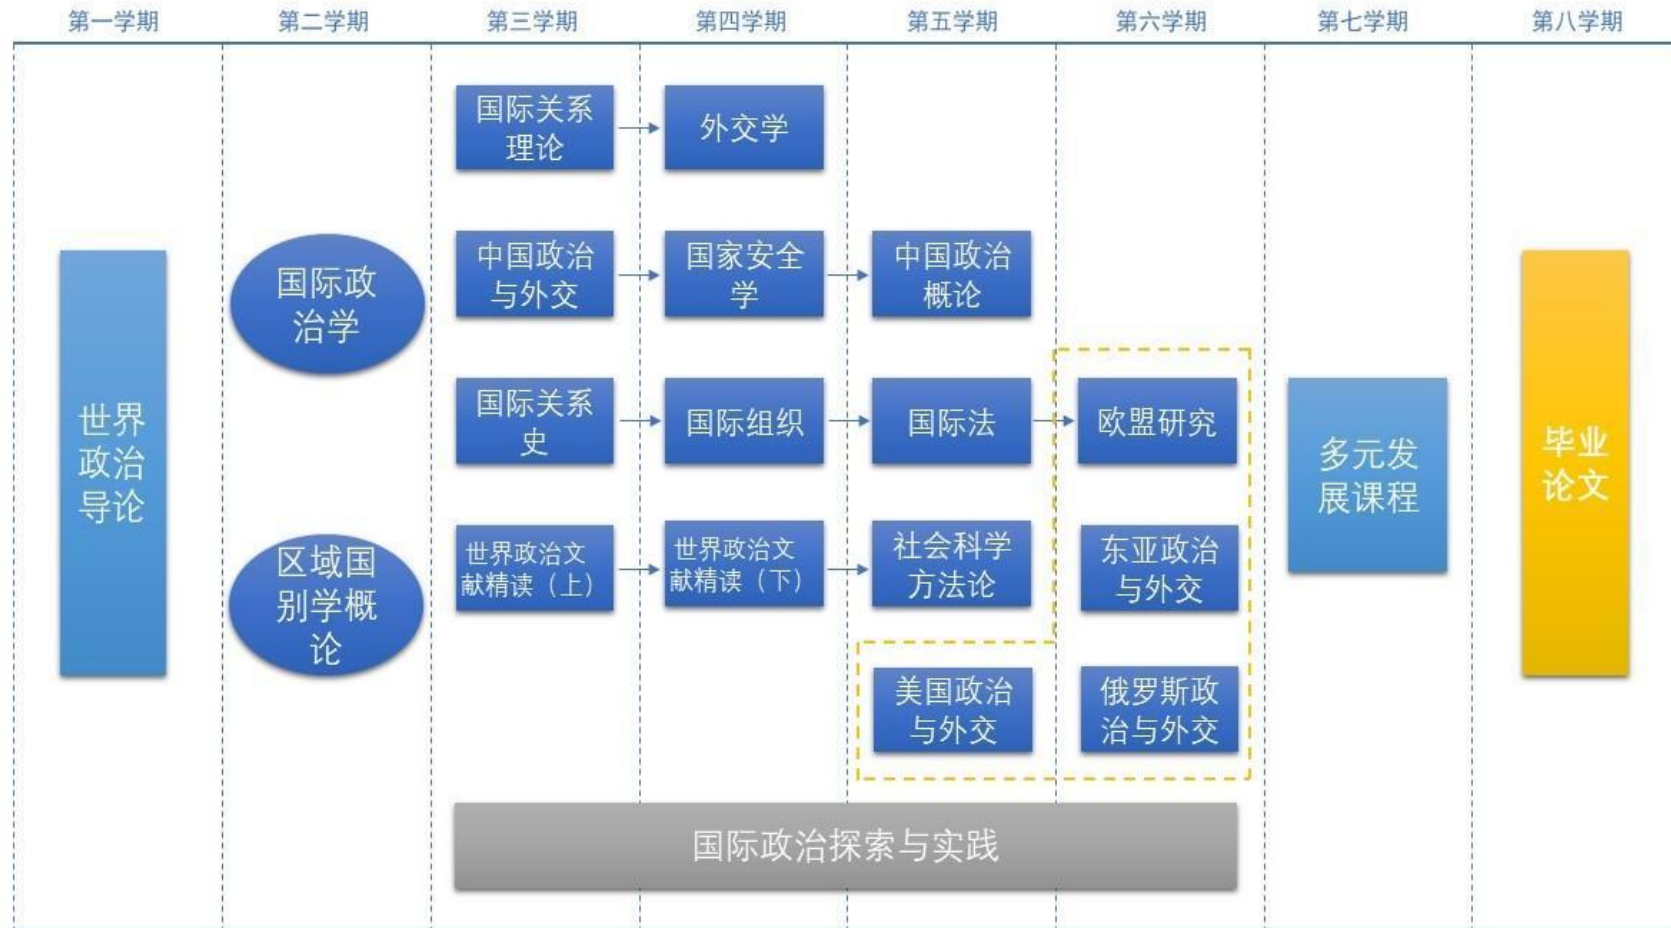 第一学期
第二学期
第三学期
第四学期
第五学期
第六学期
第七学期
第八学期
国际关系
理论
外交学
国际政
治学
中国政治
与外交
国家安全
学
中国政治
概论
世界
政治
导论
国际关系
史
国际组织
国际法
欧盟研究
多元发
展课程
毕业
论文
区域国
别学概
论
世界政治文
献精读（上）
世界政治文
献精读（下）
社会科学
方法论
东亚政治
与外交
美国政治
与外交
俄罗斯政
治与外交
国际政治探索与实践